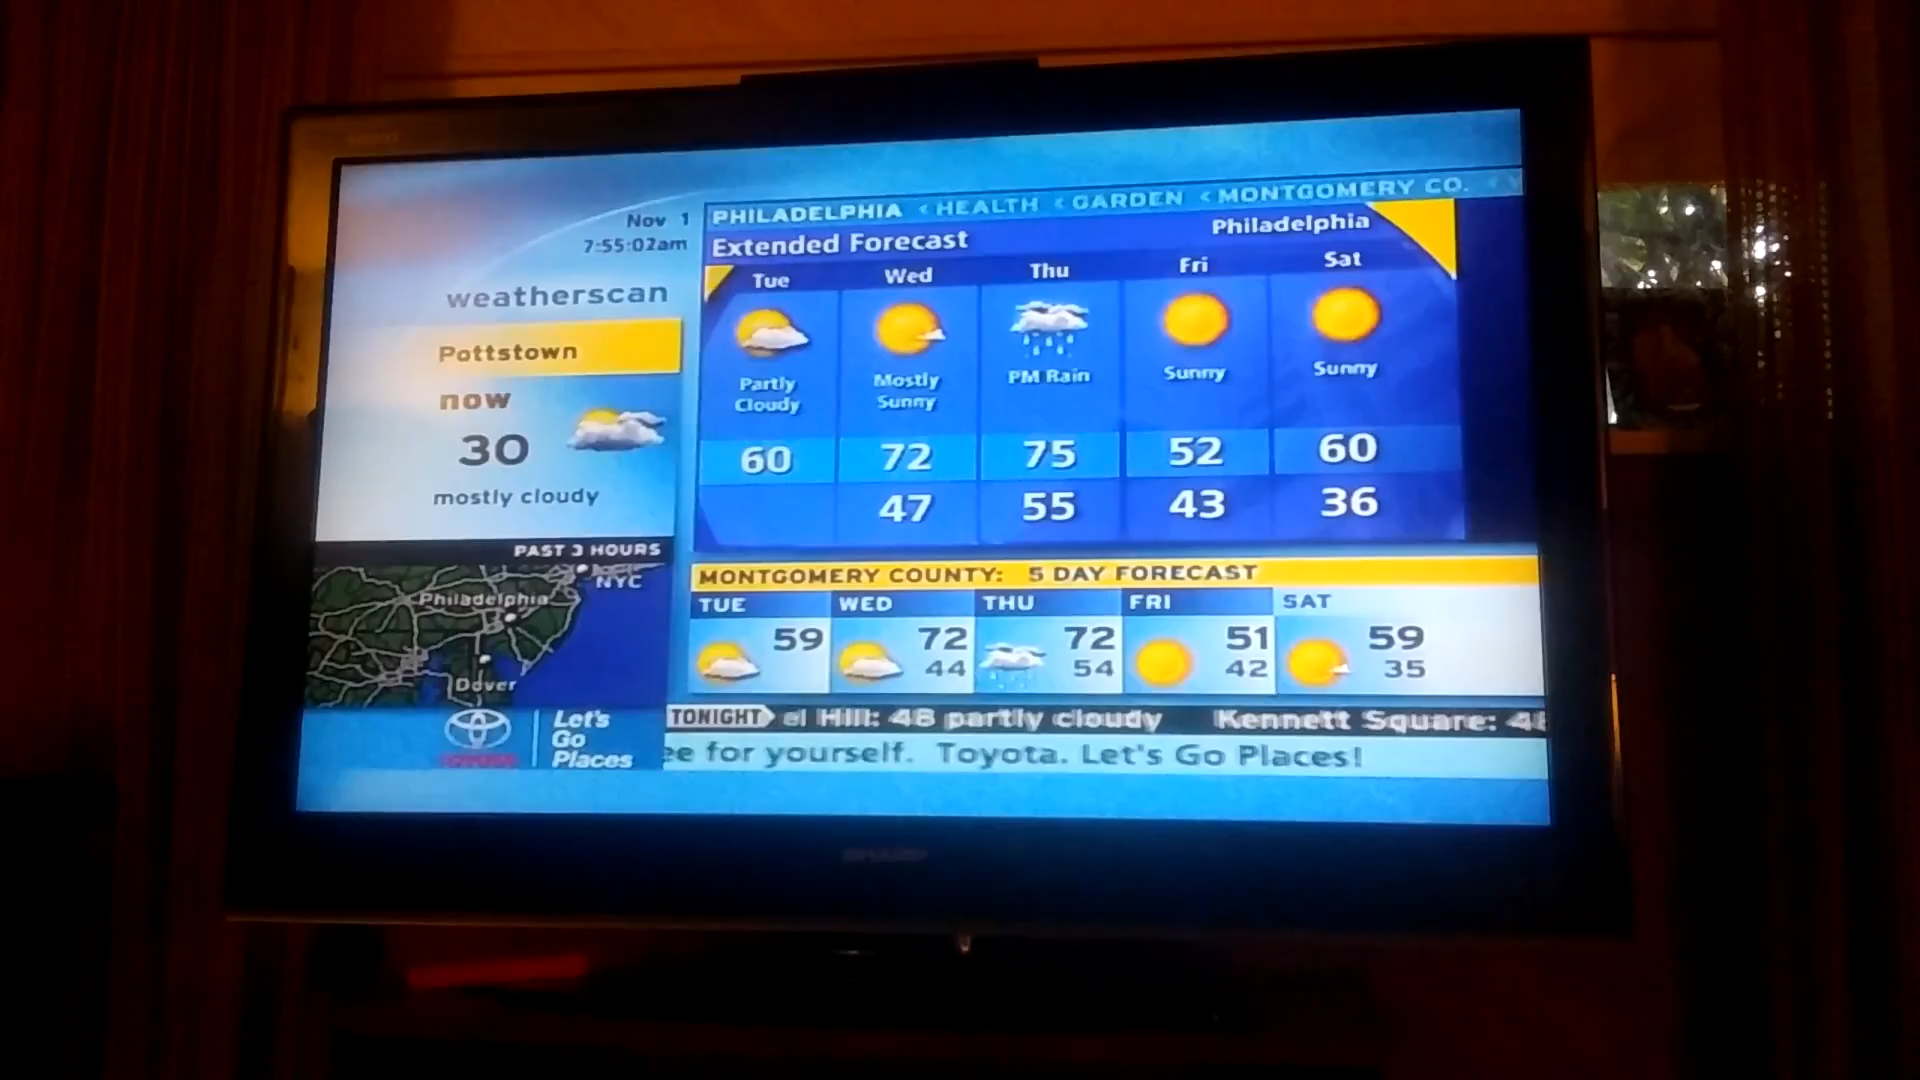 Nov 1
7:55:02am
weatherscan
Pottstown
now
30
mostly cloudy
PAST 3 HOURS
NYC
Philadelphia
Dover
TOYOTA
Let's
Go
Places
PHILADELPHIA < HEALTH < GARDEN < MONTGOMERY CO. <
Extended Forecast Philadelphia
Tue Wed Thu Fri Sat
Partly Cloudy Mostly Sunny PM Rain Sunny Sunny
60 72 75 52 60
47 55 43 36
MONTGOMERY COUNTY: 5 DAY FORECAST
TUE WED THU FRI SAT
59 72 72 51 59
44 54 42 35
TONIGHT el Hill: 48 partly cloudy Kennett Square: 48
ee for yourself. Toyota. Let's Go Places!
SHARP